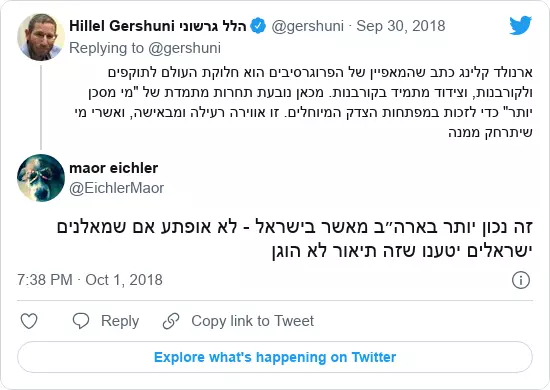 Hillel Gershuni הלל גרשוני @gershuni · Sep 30, 2018
Replying to @gershuni
ארנולד קלינג כתב שהמאפיין של הפרוגרסיבים הוא חלוקת העולם לתוקפים
ולקורבנות, וצידוד מתמיד בקורבנות. מכאן נובעת תחרות מתמדת של "מי מסכן
יותר" כדי לזכות במפתחות הצדק המיוחלים. זו אווירה רעילה ומבאישה, ואשרי מי
שיתרחק ממנה
maor eichler
@EichlerMaor
זה נכון יותר בארה״ב מאשר בישראל - לא אופתע אם שמאלנים
ישראלים יטענו שזה תיאור לא הוגן
7:38 PM · Oct 1, 2018
Reply Copy link to Tweet
Explore what's happening on Twitter